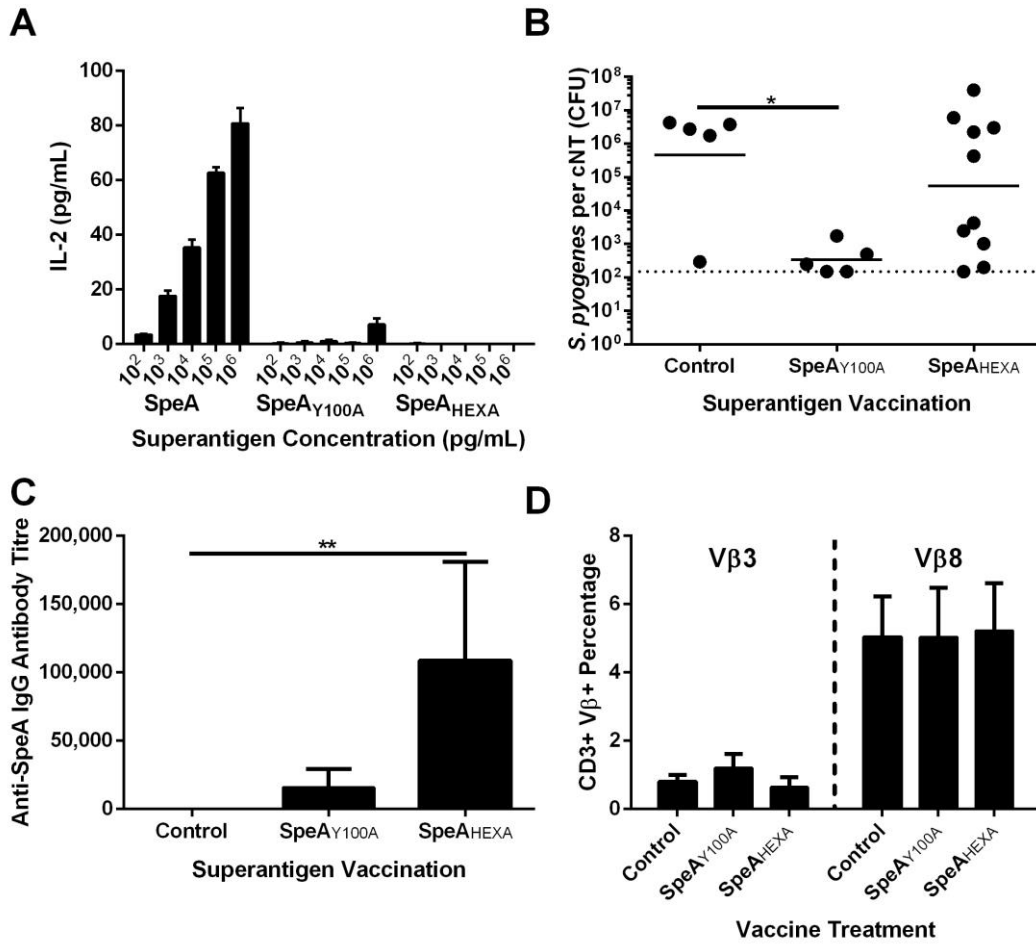 A
100
80
60
40
20
0
IL-2 (pg/mL)
10²
10³
10⁴
10⁵
10⁶
10²
10³
10⁴
10⁵
10⁶
10²
10³
10⁴
10⁵
10⁶
SpeA SpeAY100A SpeAHEXA
Superantigen Concentration (pg/mL)
B
10⁸
10⁷
10⁶
10⁵
10⁴
10³
10²
10¹
10⁰
S. pyogenes per cNT (CFU)
*
Control SpeAY100A SpeAHEXA
Superantigen Vaccination
C
200,000
150,000
100,000
50,000
0
Anti-SpeA IgG Antibody Titre
**
Control SpeAY100A SpeAHEXA
Superantigen Vaccination
D
8
6
4
2
0
CD3+ Vβ+ Percentage
Vβ3 Vβ8
Control
SpeAY100A
SpeAHEXA
Control
SpeAY100A
SpeAHEXA
Vaccine Treatment